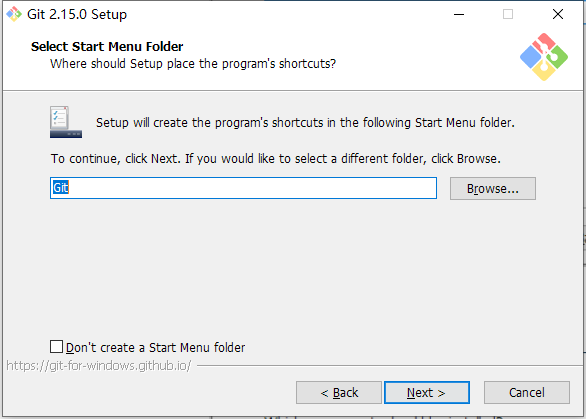 Git 2.15.0 Setup
Select Start Menu Folder
Where should Setup place the program's shortcuts?
Setup will create the program's shortcuts in the following Start Menu folder.
To continue, click Next. If you would like to select a different folder, click Browse.
Git
Browse...
Don't create a Start Menu folder
https://git-for-windows.github.io/
< Back
Next >
Cancel